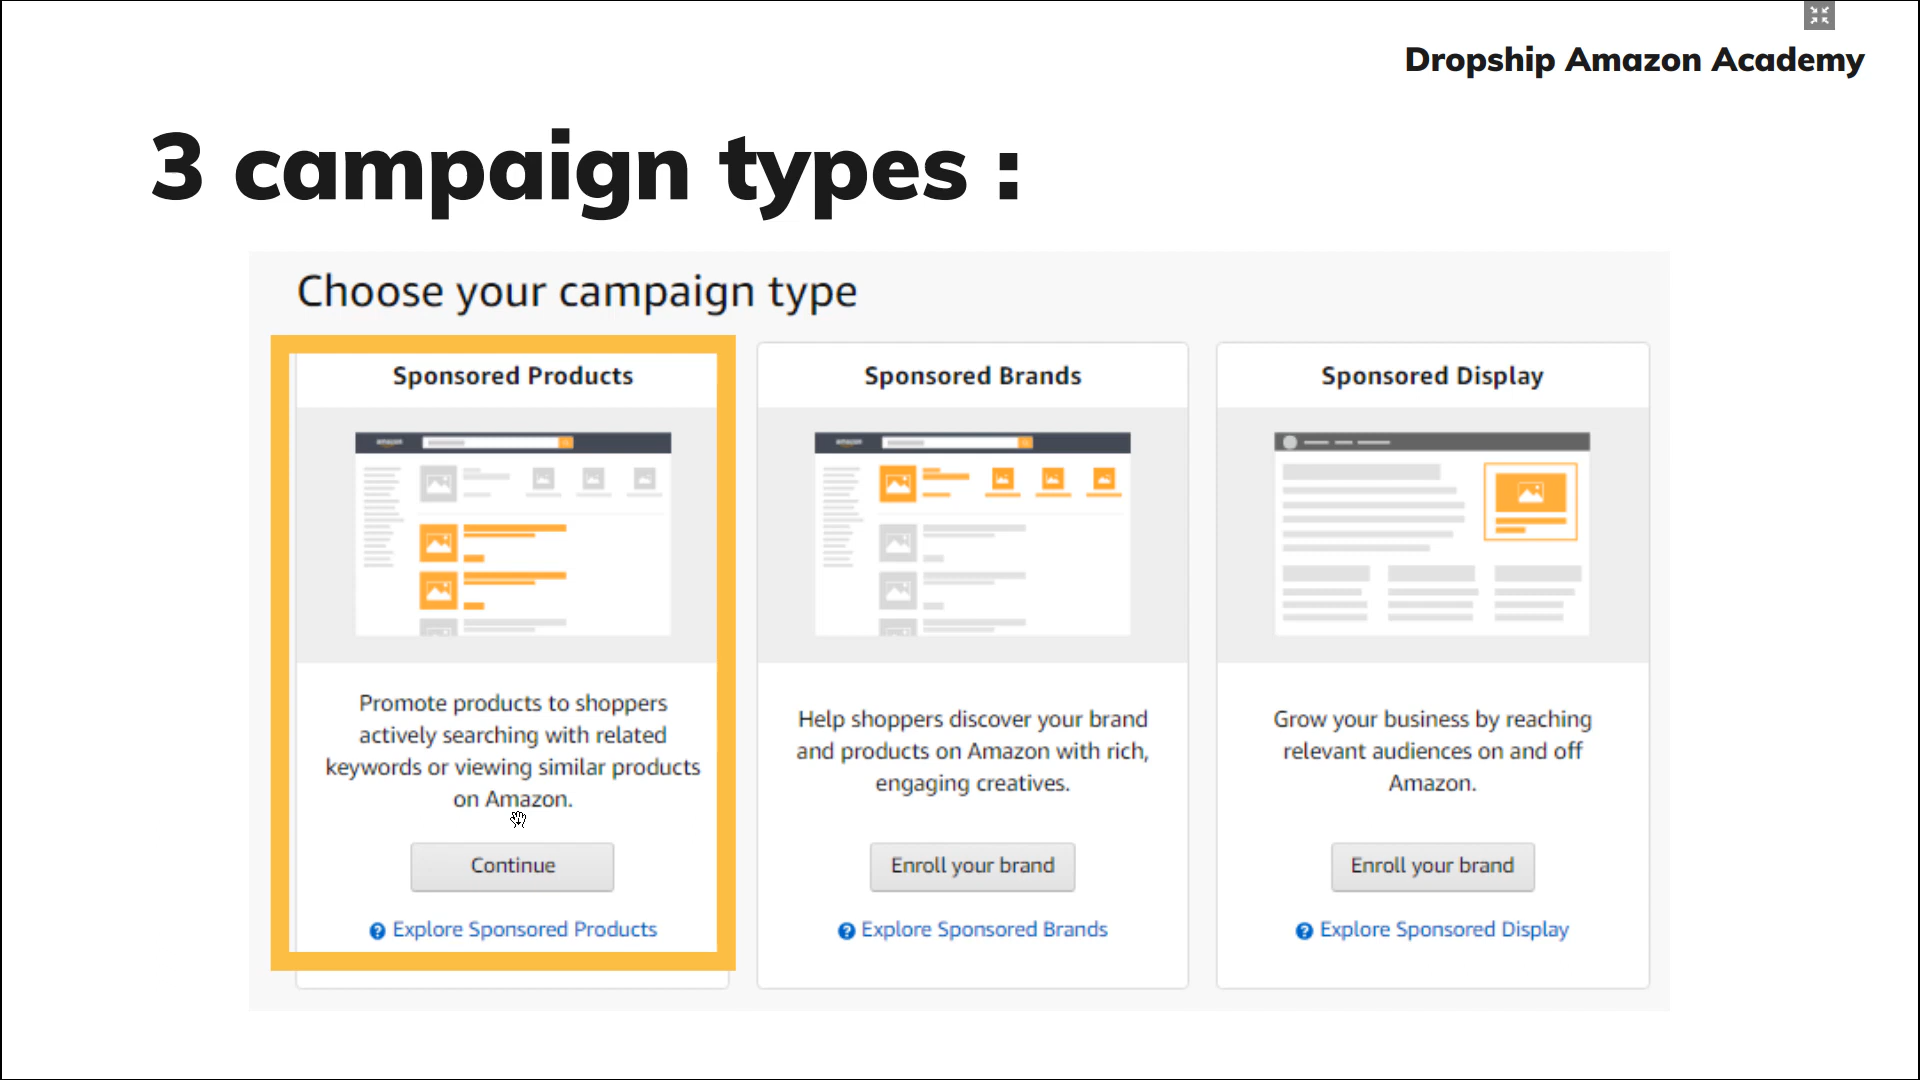 Dropship Amazon Academy
3 campaign types :
Choose your campaign type
Sponsored Products
amazon
Promote products to shoppers
actively searching with related
keywords or viewing similar products
on Amazon.
Continue
Explore Sponsored Products
Sponsored Brands
amazon
Help shoppers discover your brand
and products on Amazon with rich,
engaging creatives.
Enroll your brand
Explore Sponsored Brands
Sponsored Display
Grow your business by reaching
relevant audiences on and off
Amazon.
Enroll your brand
Explore Sponsored Display